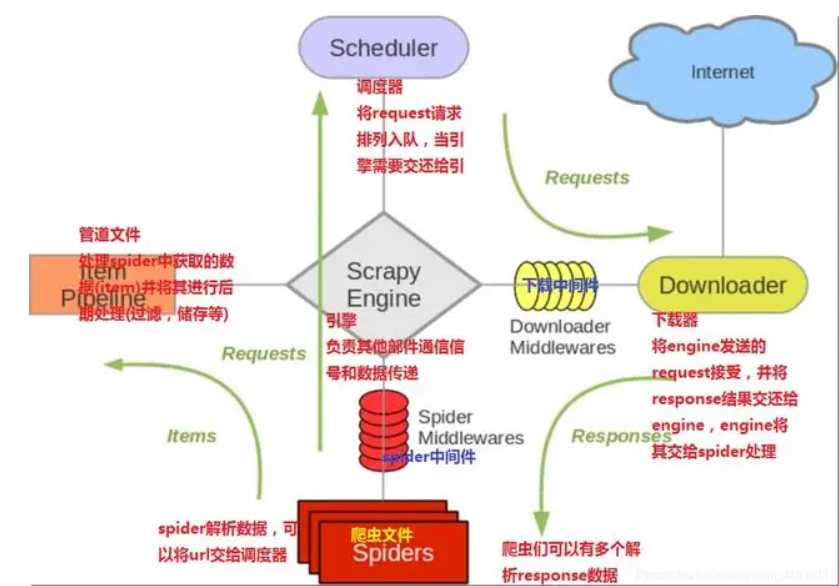 Scheduler
调度器
将request请求
排列入队，当引
擎需要交还给引
Internet
Requests
管道文件
处理spider中获取的数
据(item)并将其进行后
期处理(过滤，储存等)
Item
Pipeline
Scrapy
Engine
引擎
负责其他部件通信信
号和数据传递
下载中间件
Downloader
Middlewares
Downloader
下载器
将engine发送的
request接受，并将
response结果交还给
engine，engine将
其交给spider处理
Requests
Items
Spider
Middlewares
spider中间件
Responses
spider解析数据，可
以将url交给调度器
爬虫文件
Spiders
爬虫们可以有多个解
析response数据